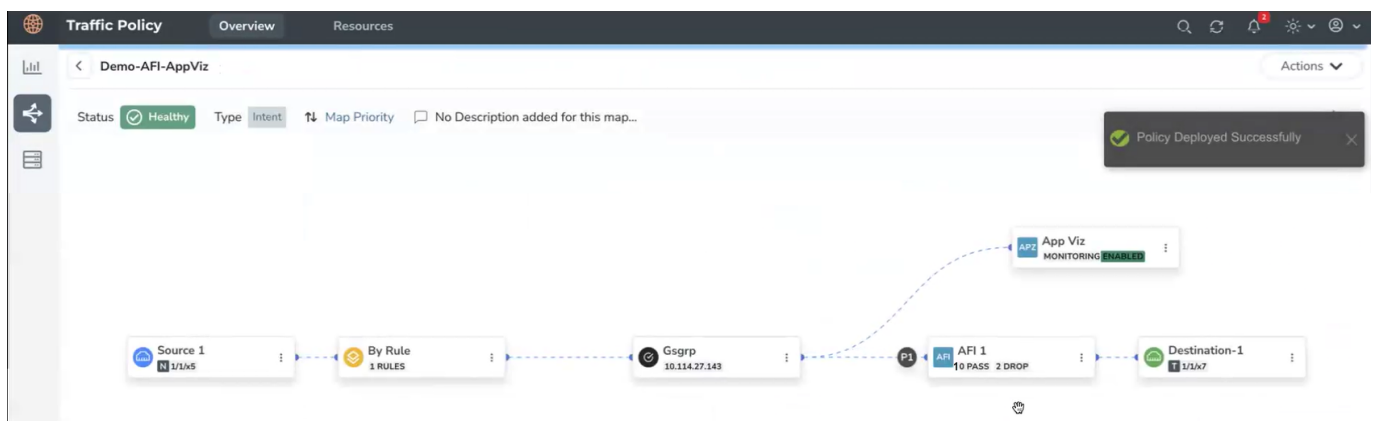 Traffic Policy Overview Resources 2
Demo-AFI-AppViz Actions
Status Healthy Type Intent Map Priority No Description added for this map...
Policy Deployed Successfully
APZ App Viz
MONITORING ENABLED
Source 1
N 1/1/x5
By Rule
1 RULES
Gsgrp
10.114.27.143
P1
AFI AFI 1
10 PASS 2 DROP
Destination-1
T 1/1/x7